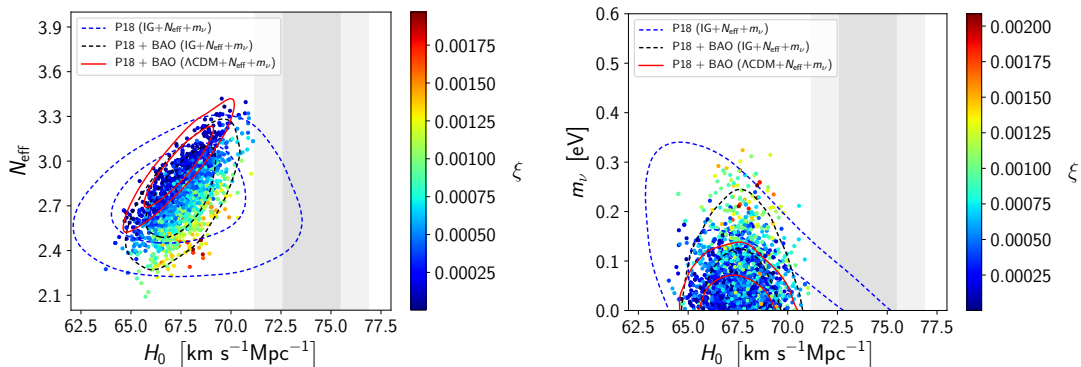 3.9
3.6
3.3
3.0
2.7
2.4
2.1
N_eff
P18 (IG+N_eff+m_ν)
P18 + BAO (IG+N_eff+m_ν)
P18 + BAO (ΛCDM+N_eff+m_ν)
62.5 65.0 67.5 70.0 72.5 75.0 77.5
H_0 [km s⁻¹Mpc⁻¹]
0.00175
0.00150
0.00125
0.00100
0.00075
0.00050
0.00025
ξ
0.6
0.5
0.4
0.3
0.2
0.1
0.0
m_ν [eV]
P18 (IG+N_eff+m_ν)
P18 + BAO (IG+N_eff+m_ν)
P18 + BAO (ΛCDM+N_eff+m_ν)
62.5 65.0 67.5 70.0 72.5 75.0 77.5
H_0 [km s⁻¹Mpc⁻¹]
0.00200
0.00175
0.00150
0.00125
0.00100
0.00075
0.00050
0.00025
ξ